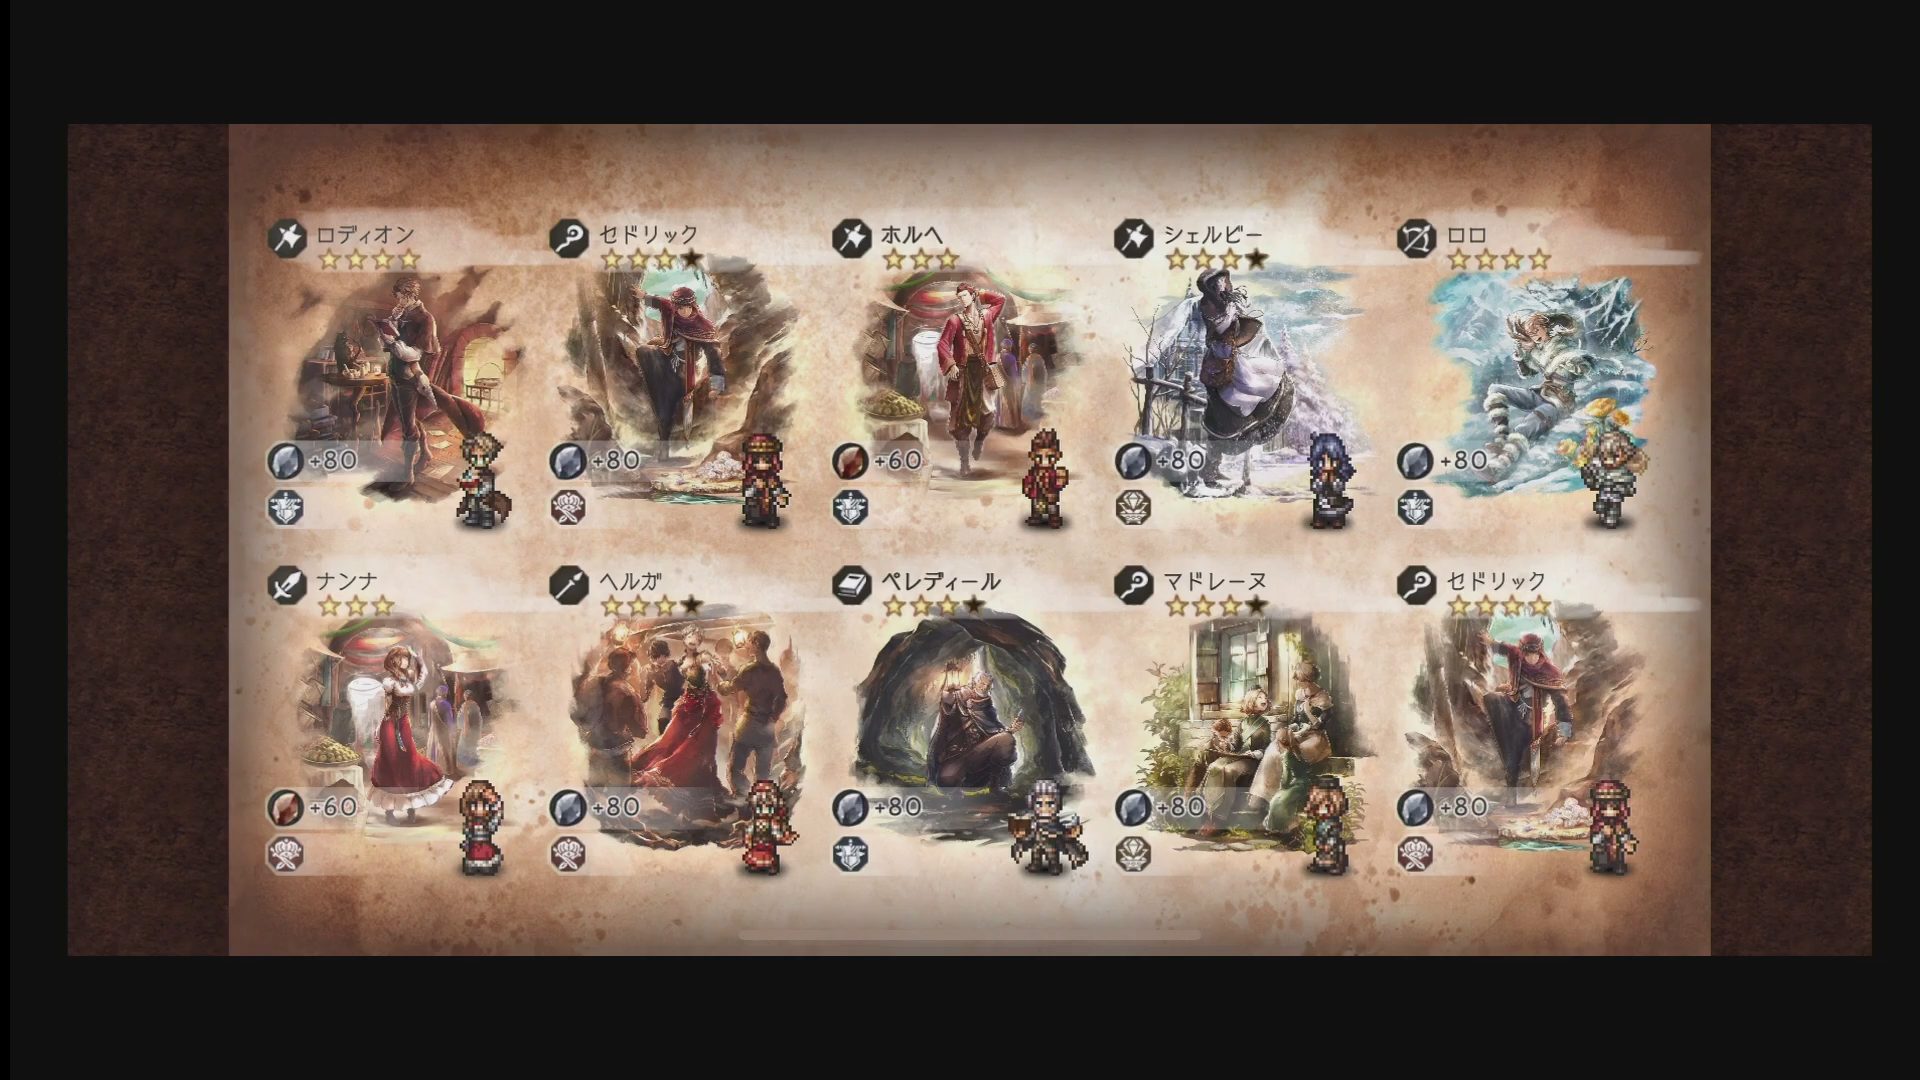 ロディオン
セドリック
ホルヘ
シェルビー
ロロ
+80
+80
+60
+80
+80
ナンナ
ヘルガ
ペレディール
マドレーヌ
セドリック
+60
+80
+80
+80
+80